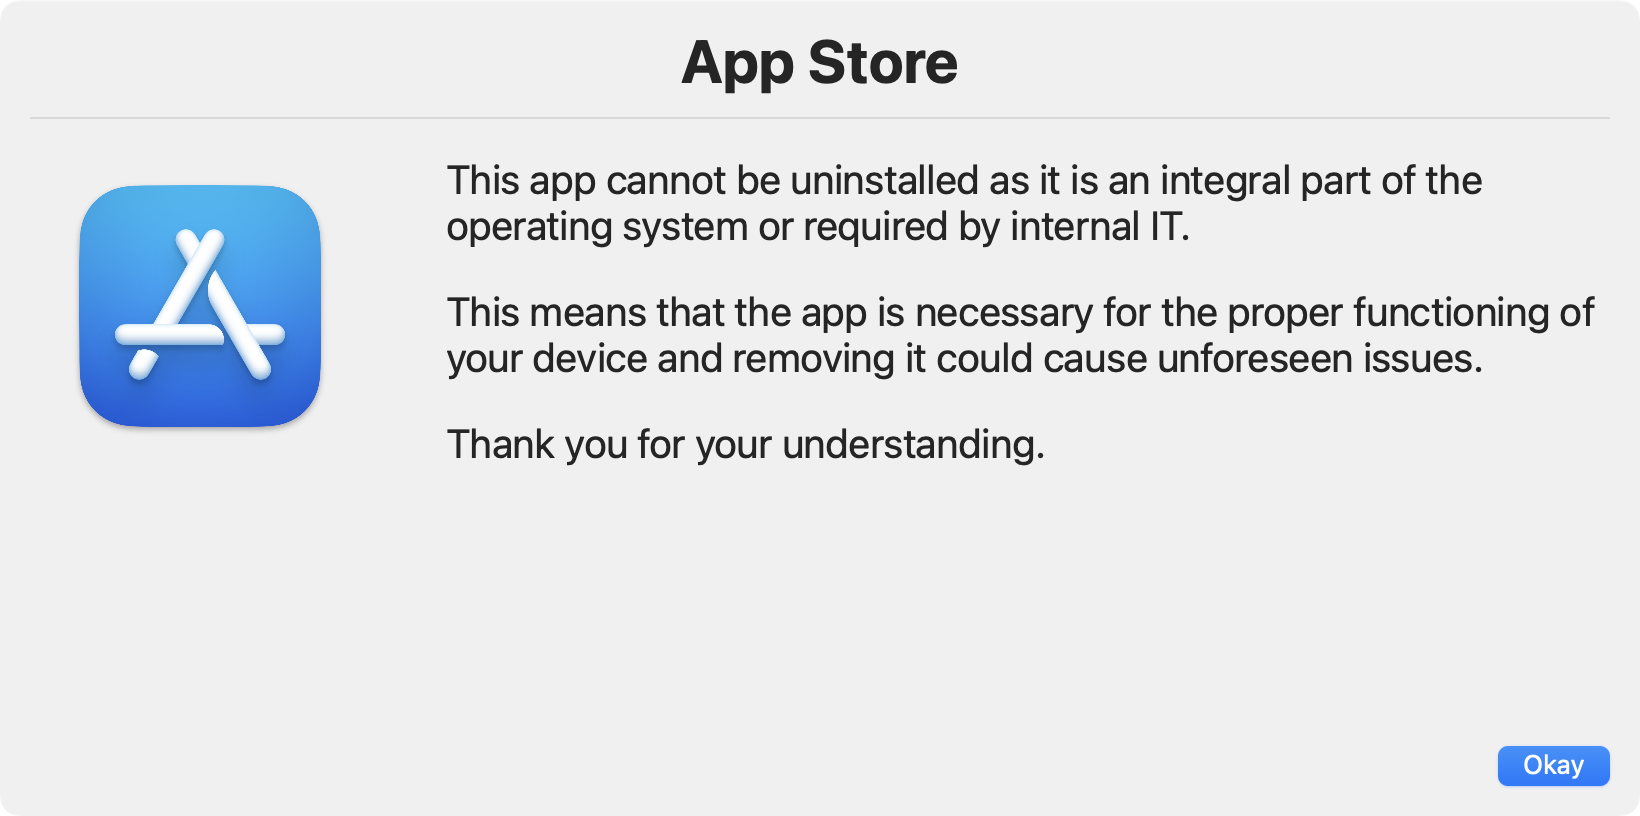 App Store
This app cannot be uninstalled as it is an integral part of the
operating system or required by internal IT.
This means that the app is necessary for the proper functioning of
your device and removing it could cause unforeseen issues.
Thank you for your understanding.
Okay